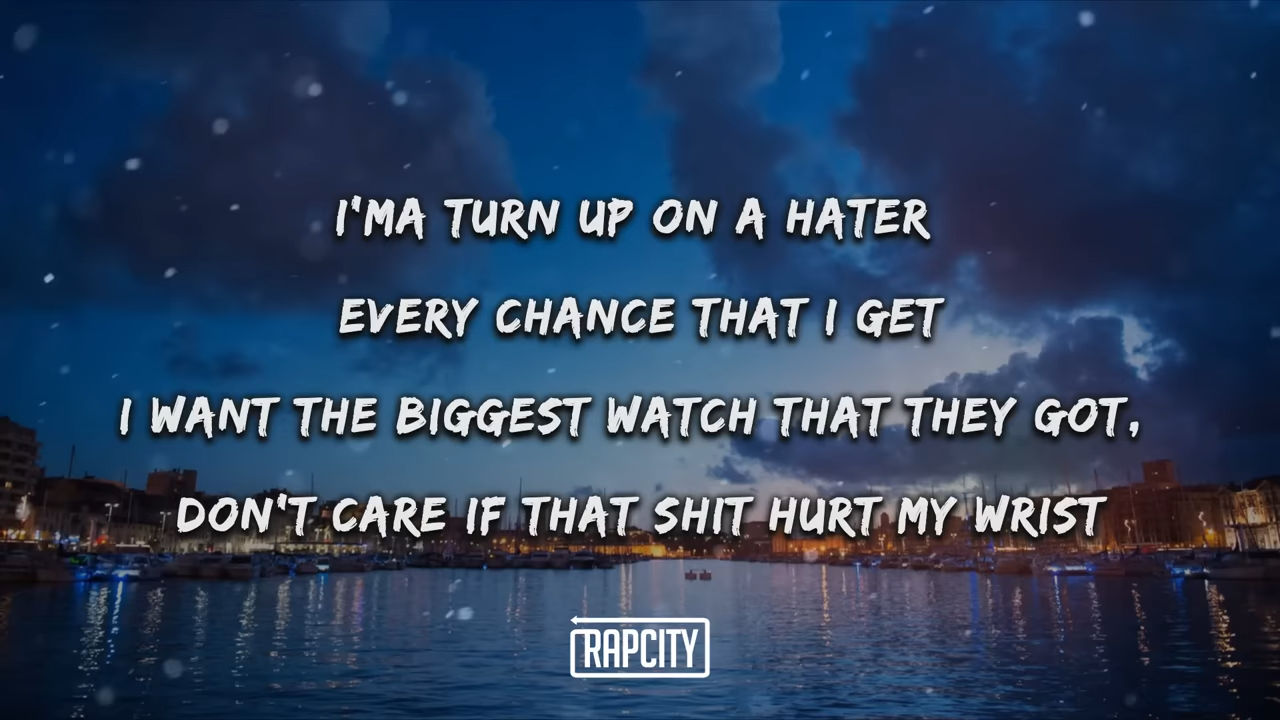 I'MA TURN UP ON A HATER
EVERY CHANCE THAT I GET
I WANT THE BIGGEST WATCH THAT THEY GOT,
DON'T CARE IF THAT SHIT HURT MY WRIST
RAPCITY